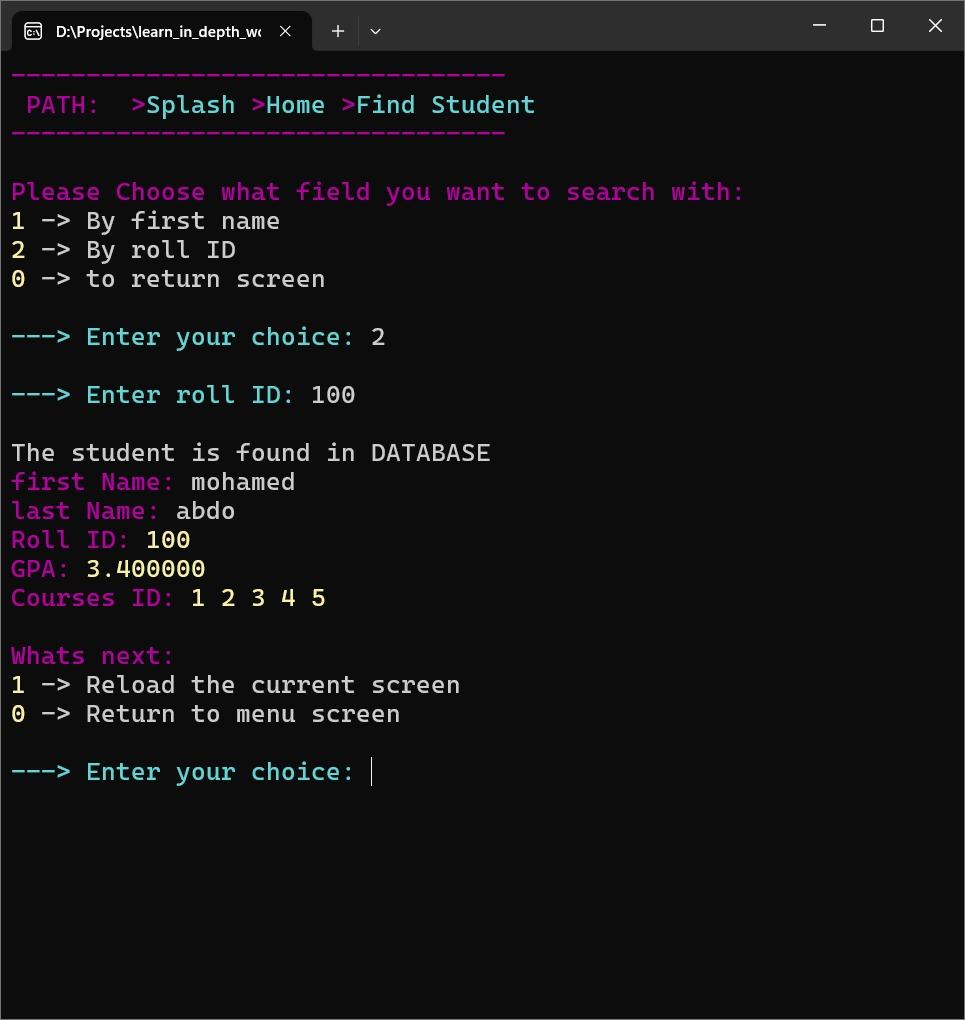 D:\Projects\learn_in_depth_wo
---------------------------------
PATH:  >Splash >Home >Find Student
---------------------------------
Please Choose what field you want to search with:
1 -> By first name
2 -> By roll ID
0 -> to return screen
---> Enter your choice: 2
---> Enter roll ID: 100
The student is found in DATABASE
first Name: mohamed
last Name: abdo
Roll ID: 100
GPA: 3.400000
Courses ID: 1 2 3 4 5
Whats next:
1 -> Reload the current screen
0 -> Return to menu screen
---> Enter your choice: